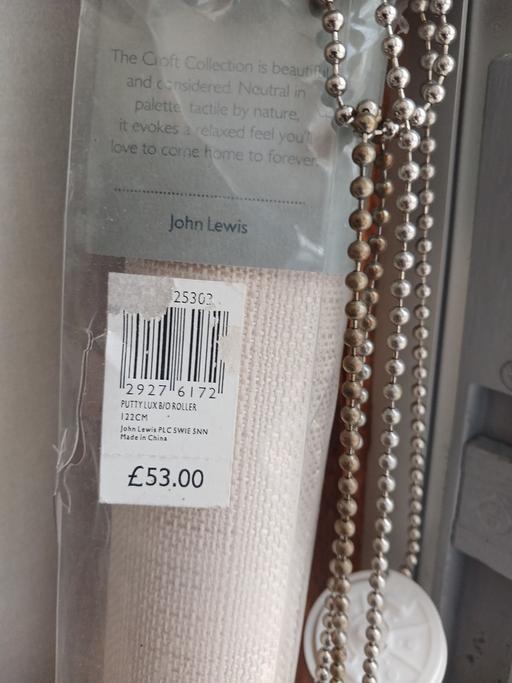 The Croft Collection is beautiful
and considered. Neutral in
palette, tactile by nature,
it evokes a relaxed feel you'll
love to come home to forever.
John Lewis
25303
2927 6172
PUTTY LUX B/O ROLLER
122CM
John Lewis PLC SW1E 5NN
Made in China
£53.00